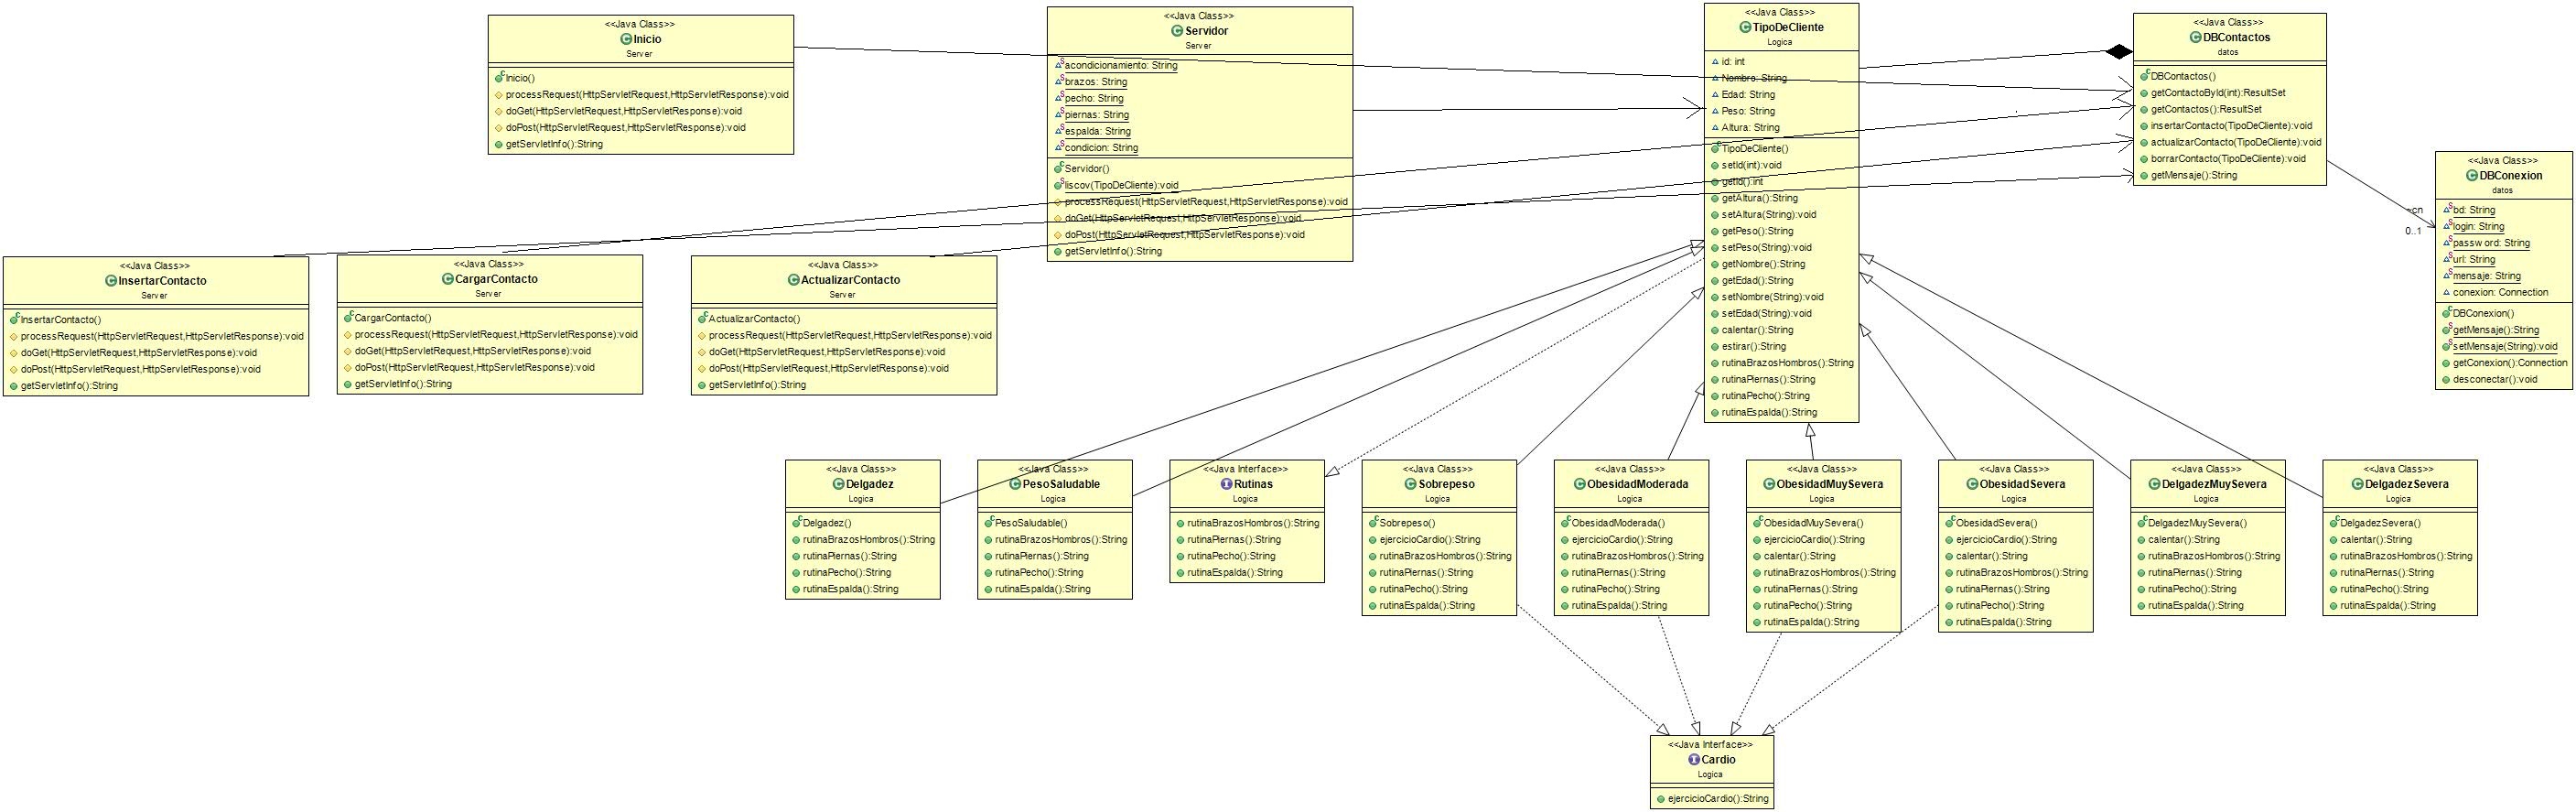 <<Java Class>>
Inicio
Server
Inicio()
processRequest(HttpServletRequest,HttpServletResponse):void
doGet(HttpServletRequest,HttpServletResponse):void
doPost(HttpServletRequest,HttpServletResponse):void
getServletInfo():String
<<Java Class>>
Servidor
Server
acondicionamiento: String
brazos: String
pecho: String
piernas: String
espalda: String
condicion: String
Servidor()
liscov(TipoDeCliente):void
processRequest(HttpServletRequest,HttpServletResponse):void
doGet(HttpServletRequest,HttpServletResponse):void
doPost(HttpServletRequest,HttpServletResponse):void
getServletInfo():String
<<Java Class>>
TipoDeCliente
Logica
id: int
Nombre: String
Edad: String
Peso: String
Altura: String
TipoDeCliente()
setId(int):void
getId():int
getAltura():String
setAltura(String):void
getPeso():String
setPeso(String):void
getNombre():String
getEdad():String
setNombre(String):void
setEdad(String):void
calentar():String
estirar():String
rutinaBrazosHombros():String
rutinaPiernas():String
rutinaPecho():String
rutinaEspalda():String
<<Java Class>>
DBContactos
datos
DBContactos()
getContactoById(int):ResultSet
getContactos():ResultSet
insertarContacto(TipoDeCliente):void
actualizarContacto(TipoDeCliente):void
borrarContacto(TipoDeCliente):void
getMensaje():String
~cn
0..1
<<Java Class>>
DBConexion
datos
bd: String
login: String
password: String
url: String
mensaje: String
conexion: Connection
DBConexion()
getMensaje():String
setMensaje(String):void
getConexion():Connection
desconectar():void
<<Java Class>>
InsertarContacto
Server
InsertarContacto()
processRequest(HttpServletRequest,HttpServletResponse):void
doGet(HttpServletRequest,HttpServletResponse):void
doPost(HttpServletRequest,HttpServletResponse):void
getServletInfo():String
<<Java Class>>
CargarContacto
Server
CargarContacto()
processRequest(HttpServletRequest,HttpServletResponse):void
doGet(HttpServletRequest,HttpServletResponse):void
doPost(HttpServletRequest,HttpServletResponse):void
getServletInfo():String
<<Java Class>>
ActualizarContacto
Server
ActualizarContacto()
processRequest(HttpServletRequest,HttpServletResponse):void
doGet(HttpServletRequest,HttpServletResponse):void
doPost(HttpServletRequest,HttpServletResponse):void
getServletInfo():String
<<Java Class>>
Delgadez
Logica
Delgadez()
rutinaBrazosHombros():String
rutinaPiernas():String
rutinaPecho():String
rutinaEspalda():String
<<Java Class>>
PesoSaludable
Logica
PesoSaludable()
rutinaBrazosHombros():String
rutinaPiernas():String
rutinaPecho():String
rutinaEspalda():String
<<Java Interface>>
Rutinas
Logica
rutinaBrazosHombros():String
rutinaPiernas():String
rutinaPecho():String
rutinaEspalda():String
<<Java Class>>
Sobrepeso
Logica
Sobrepeso()
ejercicioCardio():String
rutinaBrazosHombros():String
rutinaPiernas():String
rutinaPecho():String
rutinaEspalda():String
<<Java Class>>
ObesidadModerada
Logica
ObesidadModerada()
ejercicioCardio():String
rutinaBrazosHombros():String
rutinaPiernas():String
rutinaPecho():String
rutinaEspalda():String
<<Java Class>>
ObesidadMuySevera
Logica
ObesidadMuySevera()
ejercicioCardio():String
calentar():String
rutinaBrazosHombros():String
rutinaPiernas():String
rutinaPecho():String
rutinaEspalda():String
<<Java Class>>
ObesidadSevera
Logica
ObesidadSevera()
ejercicioCardio():String
calentar():String
rutinaBrazosHombros():String
rutinaPiernas():String
rutinaPecho():String
rutinaEspalda():String
<<Java Class>>
DelgadezMuySevera
Logica
DelgadezMuySevera()
calentar():String
rutinaBrazosHombros():String
rutinaPiernas():String
rutinaPecho():String
rutinaEspalda():String
<<Java Class>>
DelgadezSevera
Logica
DelgadezSevera()
calentar():String
rutinaBrazosHombros():String
rutinaPiernas():String
rutinaPecho():String
rutinaEspalda():String
<<Java Interface>>
Cardio
Logica
ejercicioCardio():String